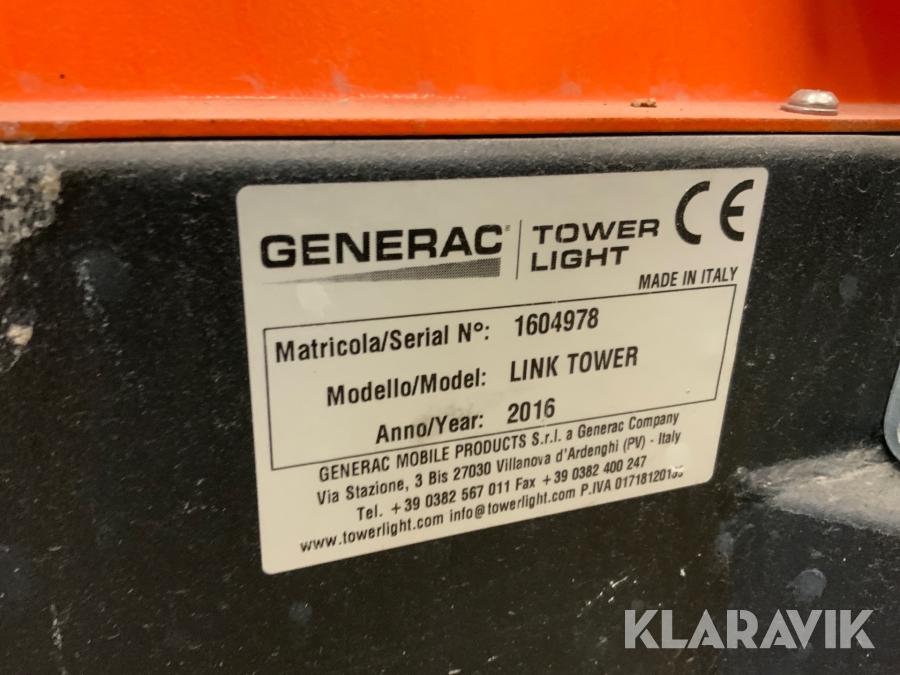 GENERAC® TOWER LIGHT CE
MADE IN ITALY
Matricola/Serial N°: 1604978
Modello/Model: LINK TOWER
Anno/Year: 2016
GENERAC MOBILE PRODUCTS S.r.l. a Generac Company
Via Stazione, 3 Bis 27030 Villanova d'Ardenghi (PV) - Italy
Tel. +39 0382 567 011 Fax +39 0382 400 247
www.towerlight.com info@towerlight.com P.IVA
KLARAVIK